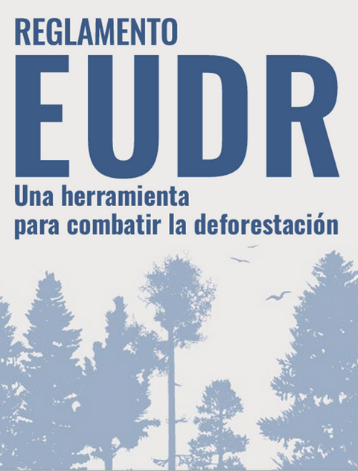 REGLAMENTO
EUDR
Una herramienta
para combatir la deforestación